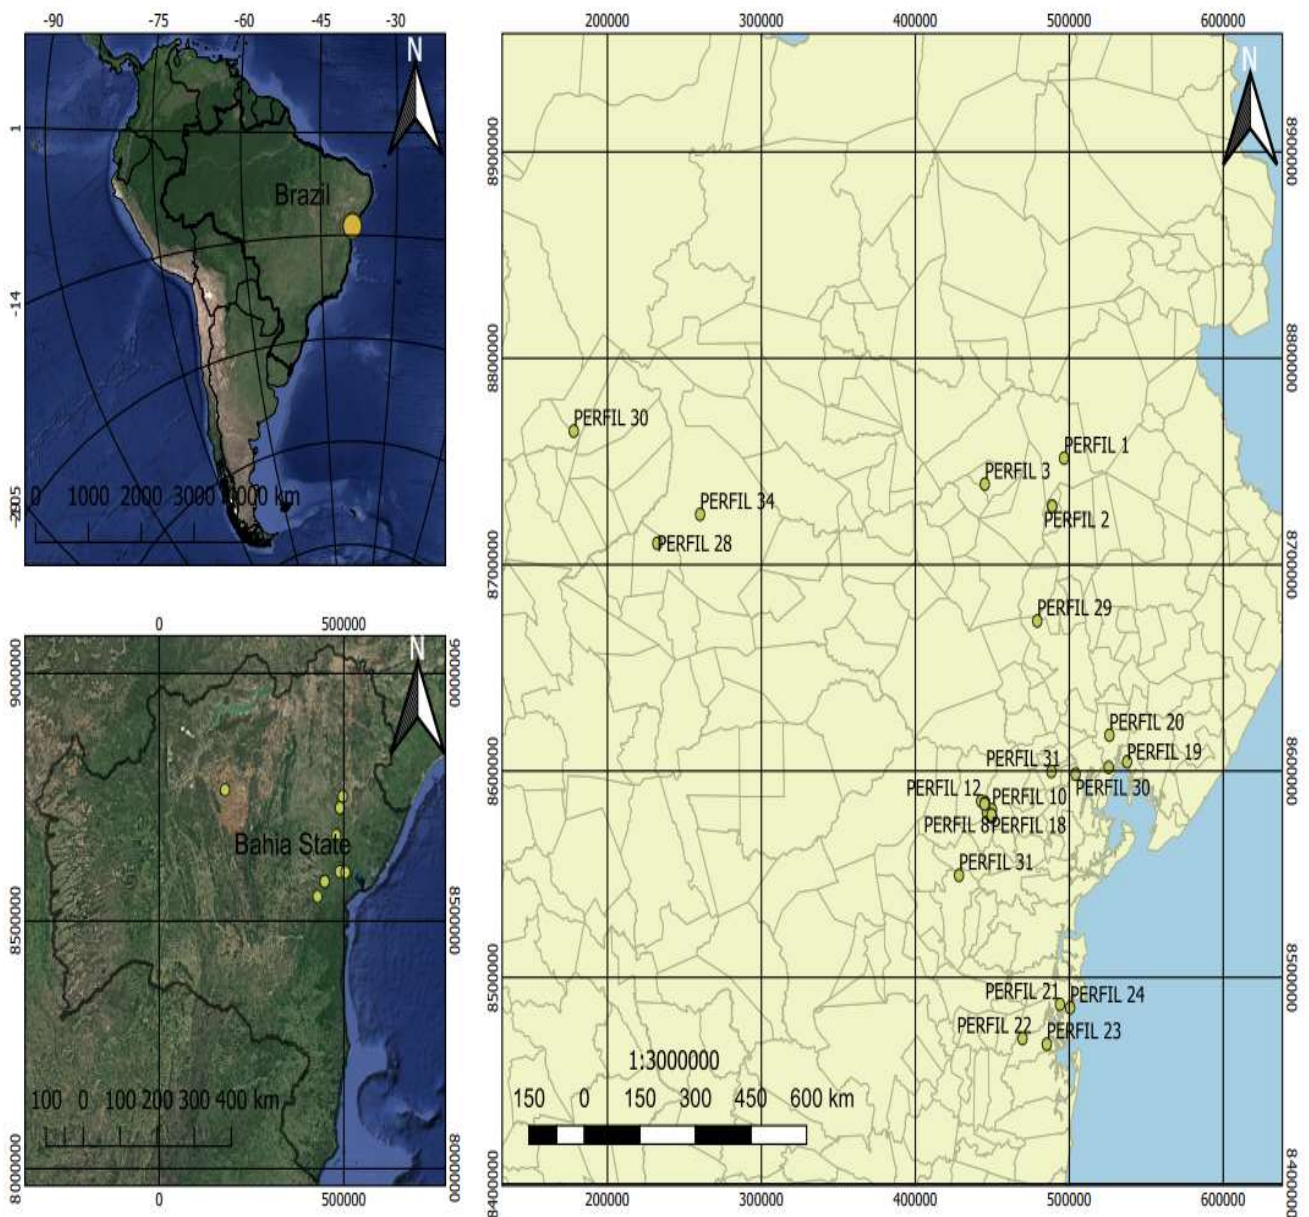 -90 -75 -60 -45 -30
N
1
Brazil
-14
0 1000 2000 3000 4000 km
0 500000
N
9000000 9000000
Bahia State
8500000 8500000
100 0 100 200 300 400 km
8000000 8000000
0 500000
200000 300000 400000 500000 600000
N
8900000 8900000
8800000 8800000
PERFIL 30
PERFIL 1
PERFIL 3
PERFIL 34
PERFIL 2
PERFIL 28
8700000 8700000
PERFIL 29
PERFIL 20
PERFIL 19
PERFIL 31
8600000 8600000
PERFIL 30
PERFIL 12
PERFIL 10
PERFIL 8
PERFIL 18
PERFIL 31
8500000 8500000
PERFIL 21
PERFIL 24
PERFIL 22
PERFIL 23
1:3000000
150 0 150 300 450 600 km
8400000 8400000
200000 300000 400000 500000 600000